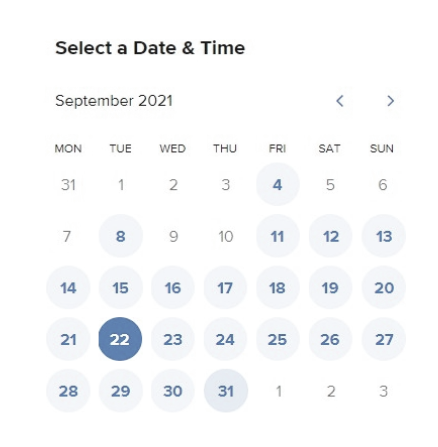 Select a Date & Time
September 2021
MON TUE WED THU FRI SAT SUN
31 1 2 3 4 5 6
7 8 9 10 11 12 13
14 15 16 17 18 19 20
21 22 23 24 25 26 27
28 29 30 31 1 2 3